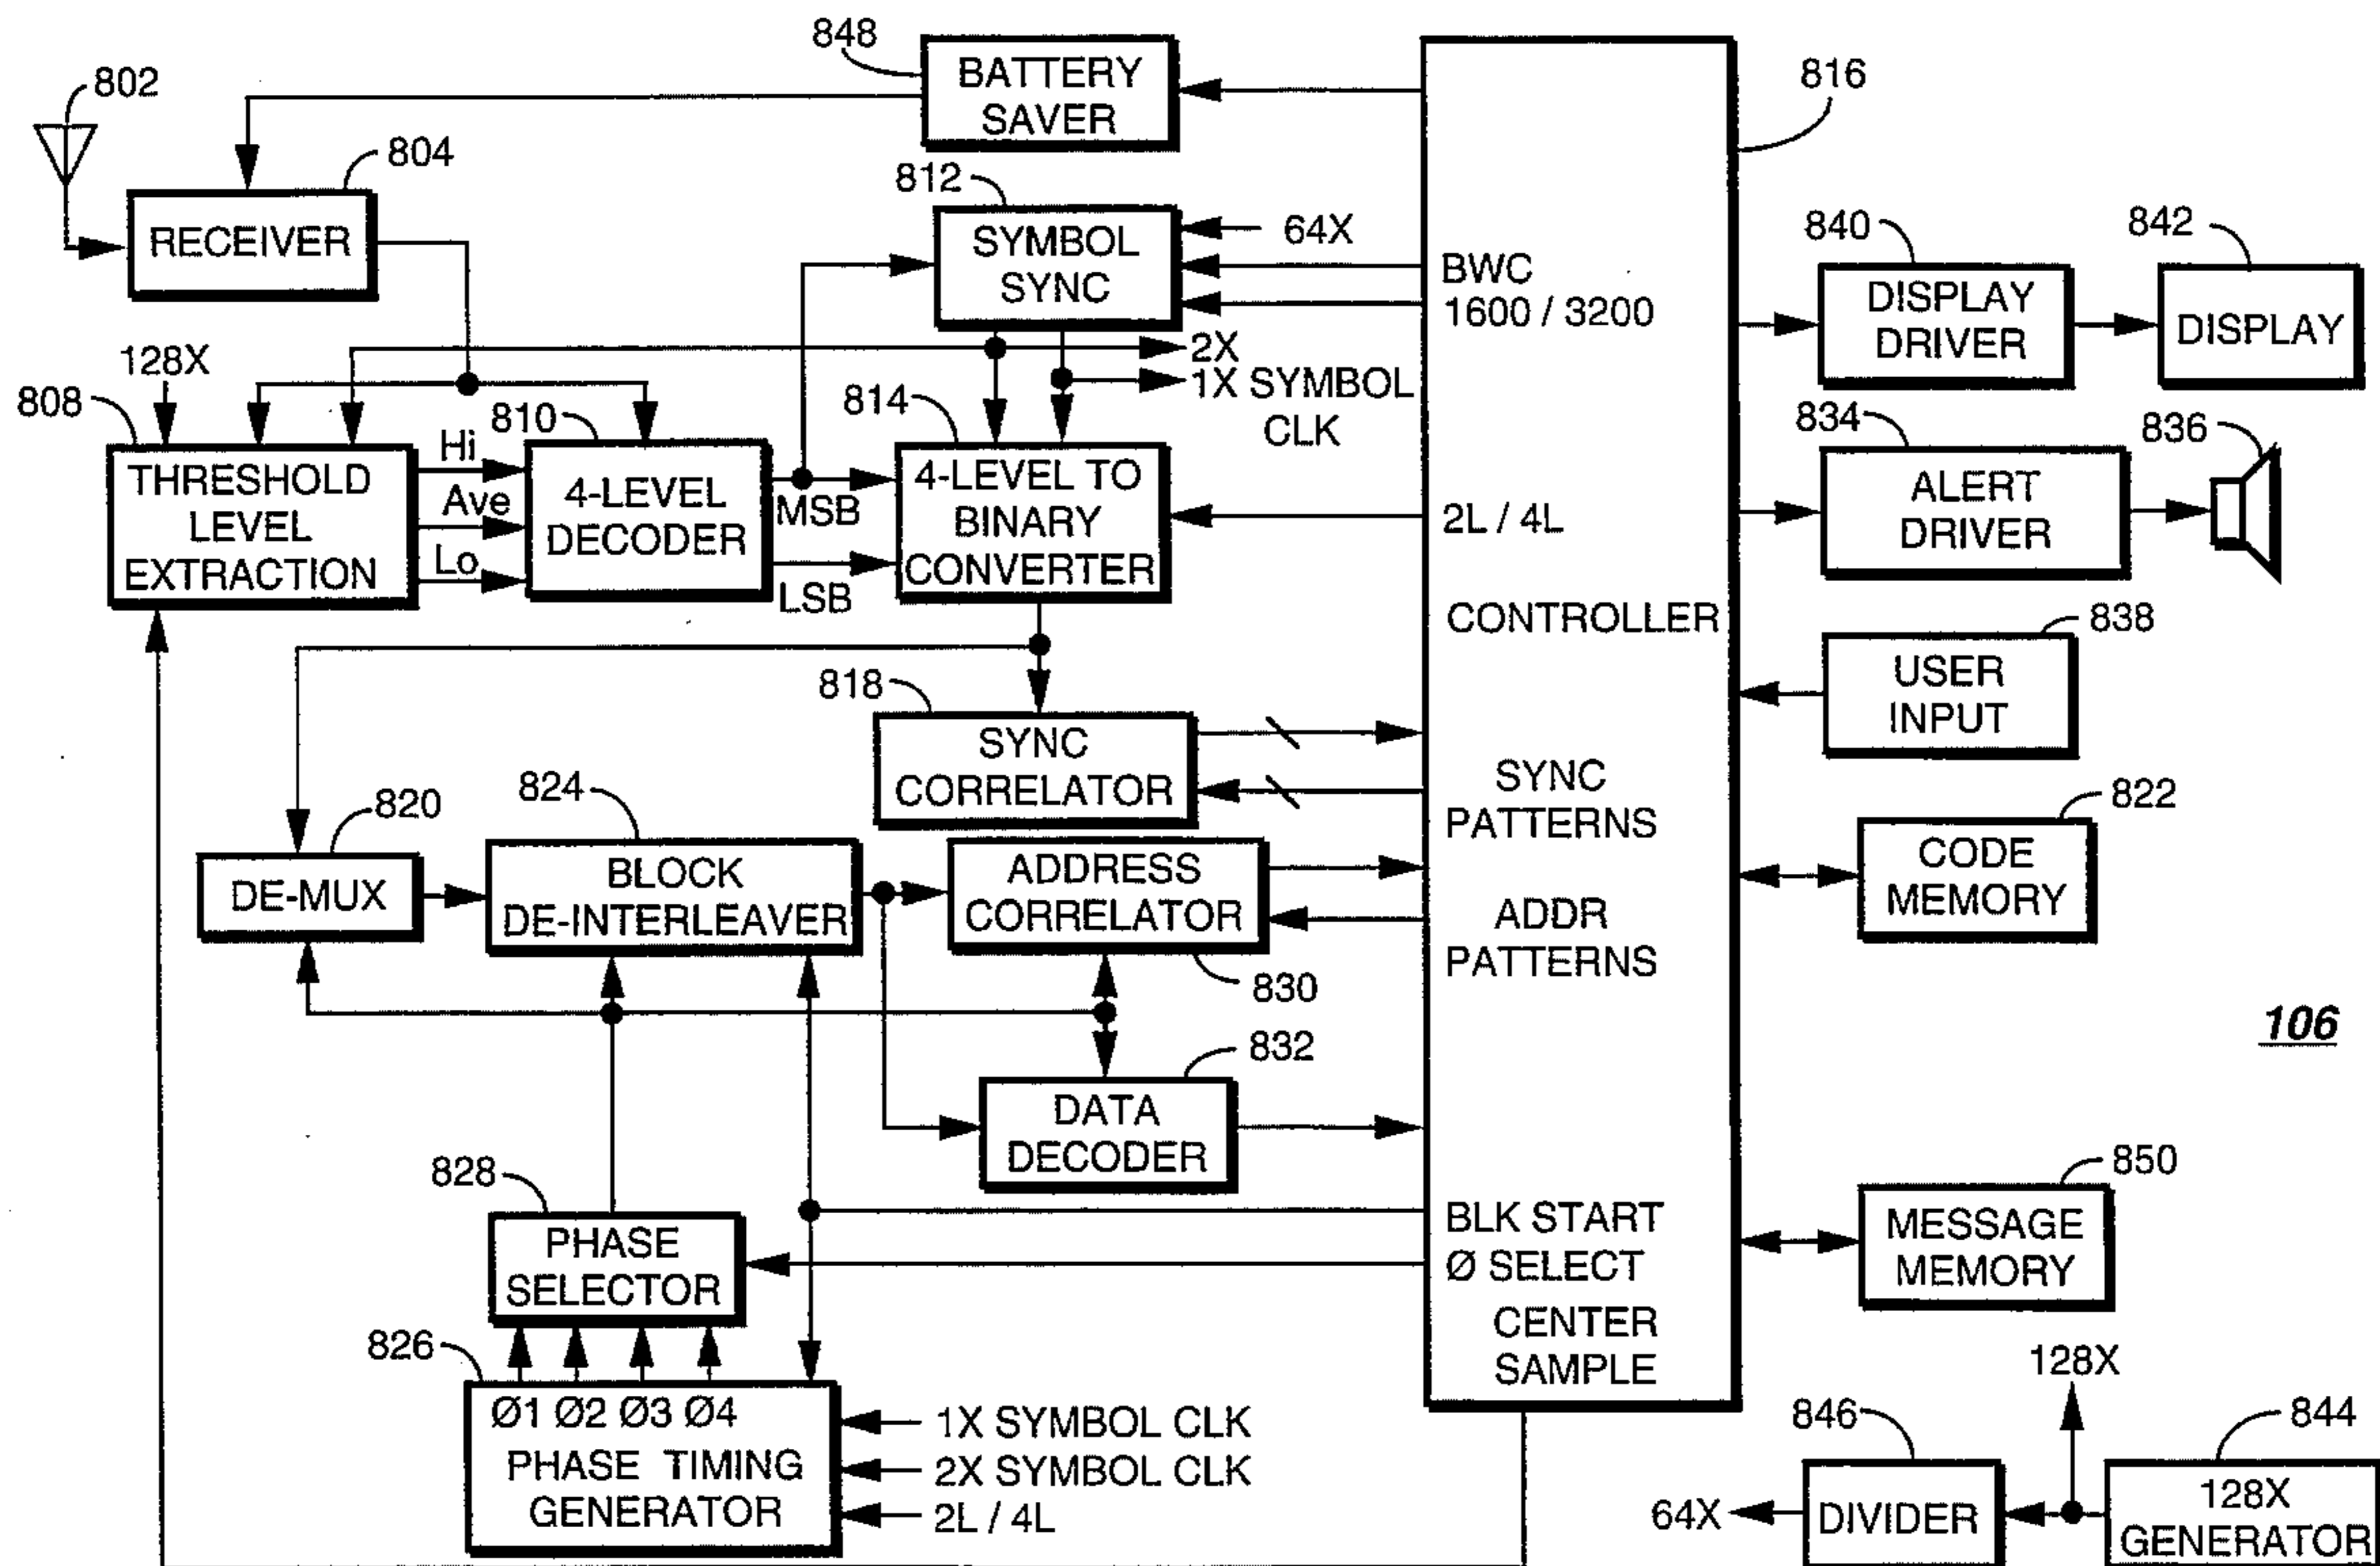 848
BATTERY
SAVER
816
802
804
RECEIVER
812
SYMBOL
SYNC
64X
BWC
1600 / 3200
840
DISPLAY
DRIVER
842
DISPLAY
2X
1X SYMBOL
CLK
128X
808
THRESHOLD
LEVEL
EXTRACTION
Hi
Ave
Lo
810
4-LEVEL
DECODER
MSB
LSB
814
4-LEVEL TO
BINARY
CONVERTER
2L / 4L
CONTROLLER
834
ALERT
DRIVER
836
838
USER
INPUT
818
SYNC
CORRELATOR
SYNC
PATTERNS
822
CODE
MEMORY
820
DE-MUX
824
BLOCK
DE-INTERLEAVER
ADDRESS
CORRELATOR
830
ADDR
PATTERNS
106
832
DATA
DECODER
828
PHASE
SELECTOR
BLK START
Ø SELECT
CENTER
SAMPLE
850
MESSAGE
MEMORY
826
Ø1 Ø2 Ø3 Ø4
PHASE TIMING
GENERATOR
1X SYMBOL CLK
2X SYMBOL CLK
2L / 4L
128X
846
844
64X
DIVIDER
128X
GENERATOR